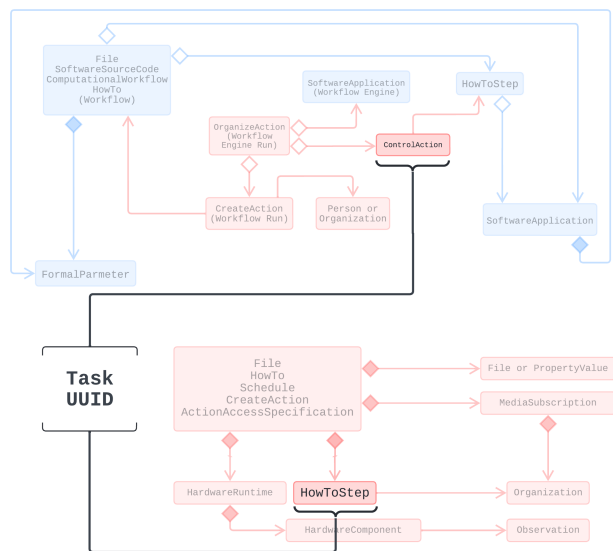 File
SoftwareSourceCode
ComputationalWorkflow
HowTo
(Workflow)
SoftwareApplication
(Workflow Engine)
HowToStep
OrganizeAction
(Workflow
Engine Run)
ControlAction
CreateAction
(Workflow Run)
Person or
Organization
SoftwareApplication
FormalParmeter
Task
UUID
File
HowTo
Schedule
CreateAction
ActionAccessSpecification
File or PropertyValue
MediaSubscription
HardwareRuntime
HowToStep
Organization
HardwareComponent
Observation